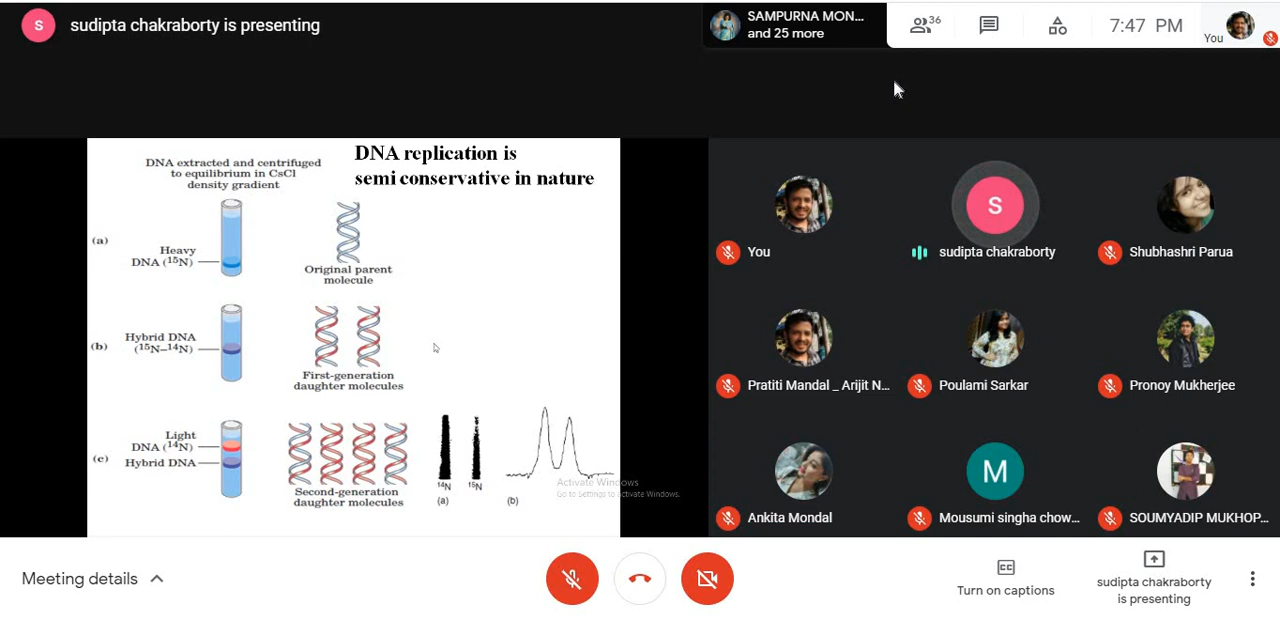 S
sudipta chakraborty is presenting
SAMPURNA MON...
and 25 more
36
7:47 PM
You
DNA extracted and centrifuged
to equilibrium in CsCl
density gradient
DNA replication is
semi conservative in nature
(a)
Heavy
DNA (¹⁵N)
Original parent
molecule
(b)
Hybrid DNA
(¹⁵N–¹⁴N)
First-generation
daughter molecules
(c)
Light
DNA (¹⁴N)
Hybrid DNA
Second-generation
daughter molecules
¹⁴N
¹⁵N
(a)
(b)
Activate Windows
Go to Settings to activate Windows.
You
S
sudipta chakraborty
Shubhashri Parua
Pratiti Mandal _ Arijit N...
Poulami Sarkar
Pronoy Mukherjee
Ankita Mondal
M
Mousumi singha chow...
SOUMYADIP MUKHOP...
Meeting details
CC
Turn on captions
sudipta chakraborty
is presenting